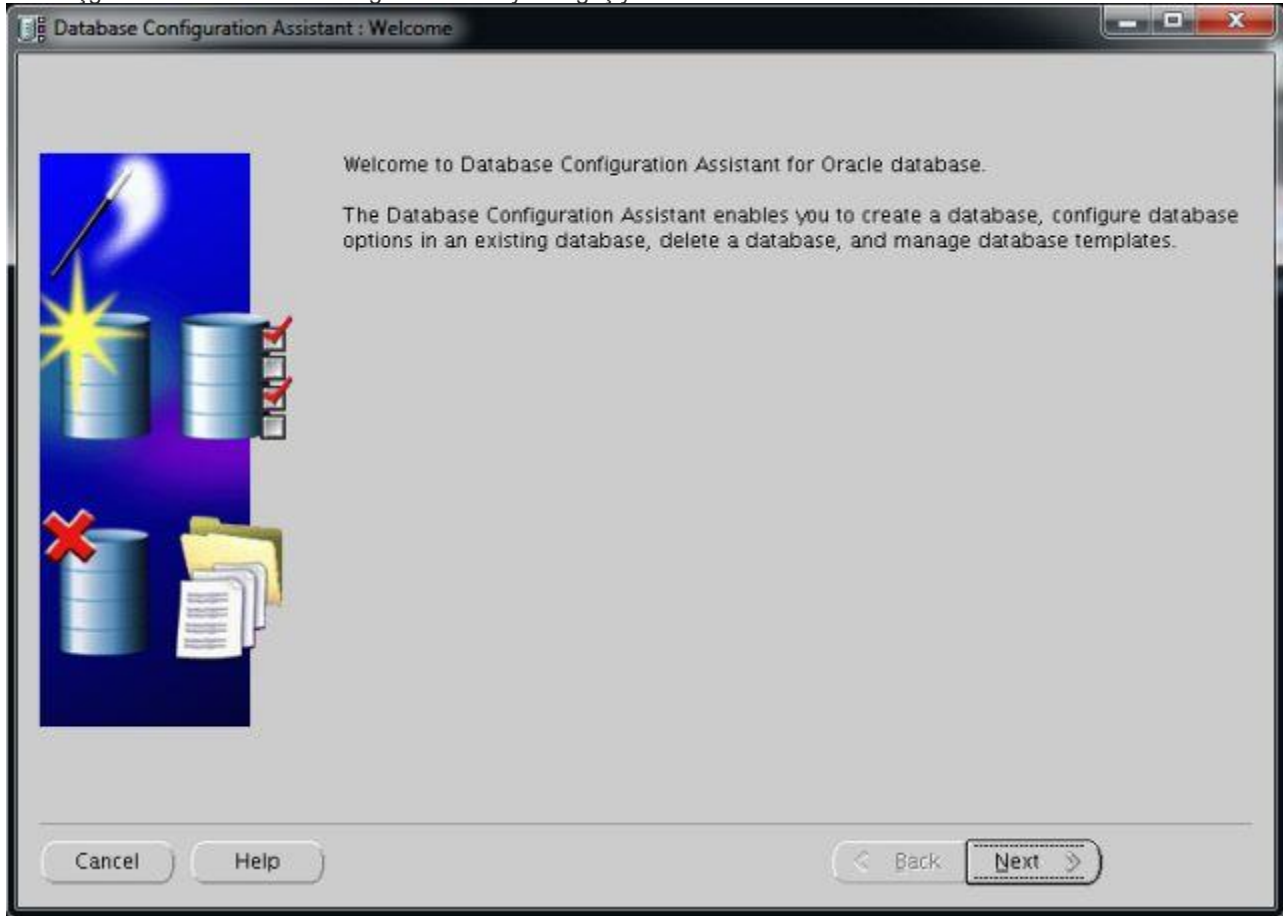 Database Configuration Assistant : Welcome
Welcome to Database Configuration Assistant for Oracle database.
The Database Configuration Assistant enables you to create a database, configure database
options in an existing database, delete a database, and manage database templates.
Cancel
Help
Back
Next